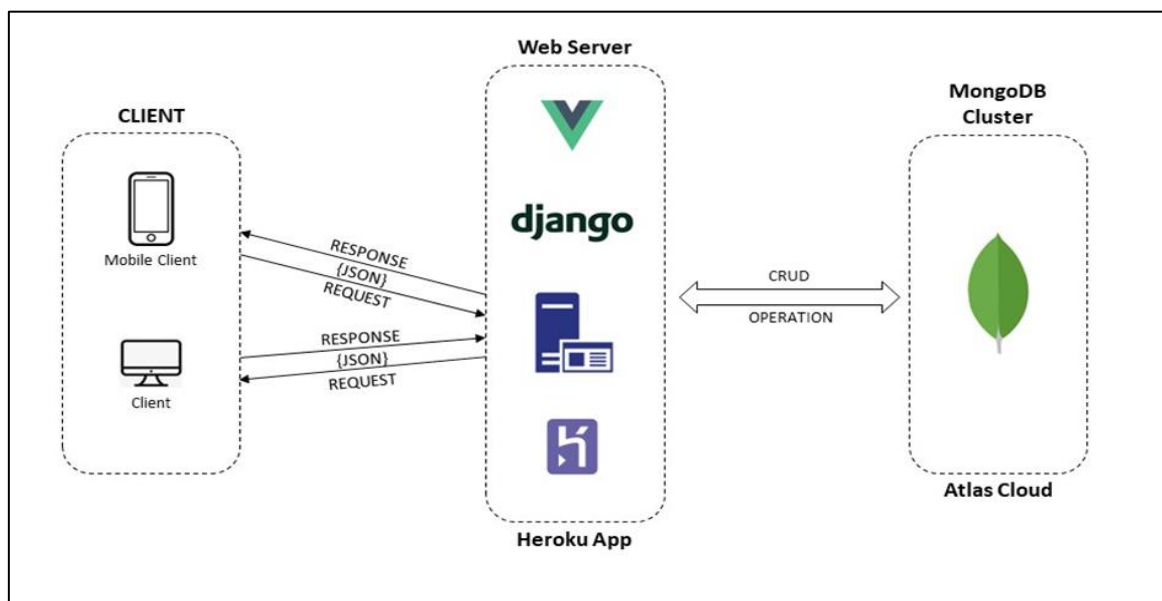 CLIENT
Mobile Client
Client
RESPONSE
{JSON}
REQUEST
RESPONSE
{JSON}
REQUEST
Web Server
django
Heroku App
CRUD
OPERATION
MongoDB
Cluster
Atlas Cloud